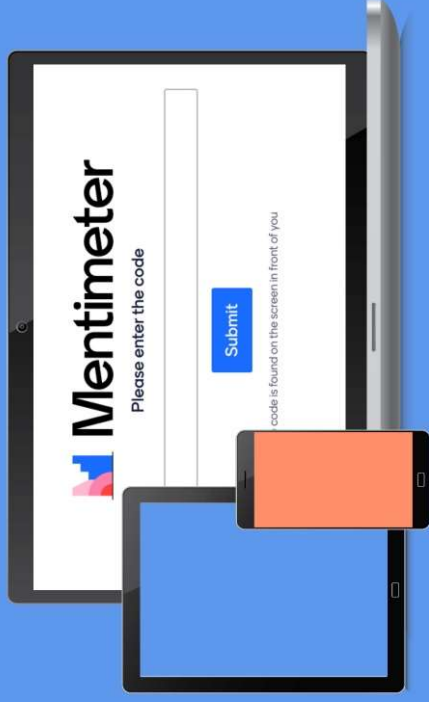 Mentimeter
Please enter the code
Submit
code is found on the screen in front of you